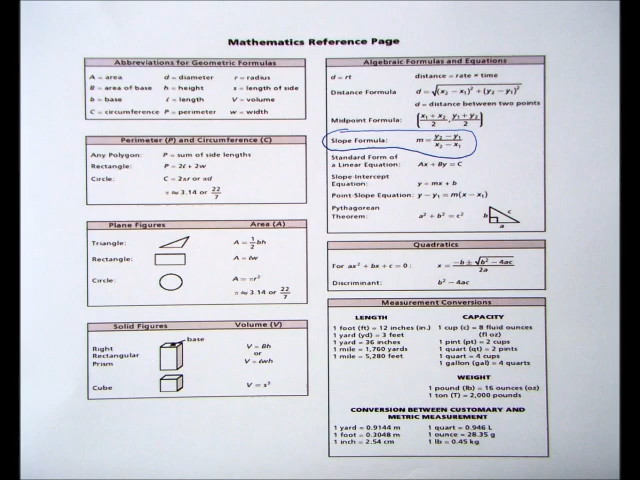 Mathematics Reference Page
Abbreviations for Geometric Formulas
A = area d = diameter r = radius
B = area of base h = height s = length of side
b = base ℓ = length V = volume
C = circumference P = perimeter w = width
Perimeter (P) and Circumference (C)
Any Polygon: P = sum of side lengths
Rectangle: P = 2ℓ + 2w
Circle: C = 2πr or πd
π ≈ 3.14 or 22/7
Plane Figures Area (A)
Triangle: A = 1/2 bh
Rectangle: A = ℓw
Circle: A = πr²
π ≈ 3.14 or 22/7
Solid Figures Volume (V)
base
Right Rectangular Prism V = Bh
or
V = ℓwh
Cube V = s³
Algebraic Formulas and Equations
d = rt distance = rate × time
Distance Formula d = √(x₂ − x₁)² + (y₂ − y₁)²
d = distance between two points
Midpoint Formula: (x₁ + x₂/2, y₁ + y₂/2)
Slope Formula: m = y₂ − y₁/x₂ − x₁
Standard Form of
a Linear Equation: Ax + By = C
Slope-Intercept
Equation: y = mx + b
Point-Slope Equation: y − y₁ = m(x − x₁)
Pythagorean
Theorem: a² + b² = c²
b c
a
Quadratics
For ax² + bx + c = 0: x = −b ± √b² − 4ac/2a
Discriminant: b² − 4ac
Measurement Conversions
LENGTH
1 foot (ft) = 12 inches (in.)
1 yard (yd) = 3 feet
1 yard = 36 inches
1 mile = 1,760 yards
1 mile = 5,280 feet
CAPACITY
1 cup (c) = 8 fluid ounces
(fl oz)
1 pint (pt) = 2 cups
1 quart (qt) = 2 pints
1 quart = 4 cups
1 gallon (gal) = 4 quarts
WEIGHT
1 pound (lb) = 16 ounces (oz)
1 ton (T) = 2,000 pounds
CONVERSION BETWEEN CUSTOMARY AND
METRIC MEASUREMENT
1 yard = 0.9144 m 1 quart = 0.946 L
1 foot = 0.3048 m 1 ounce = 28.35 g
1 inch = 2.54 cm 1 lb = 0.45 kg